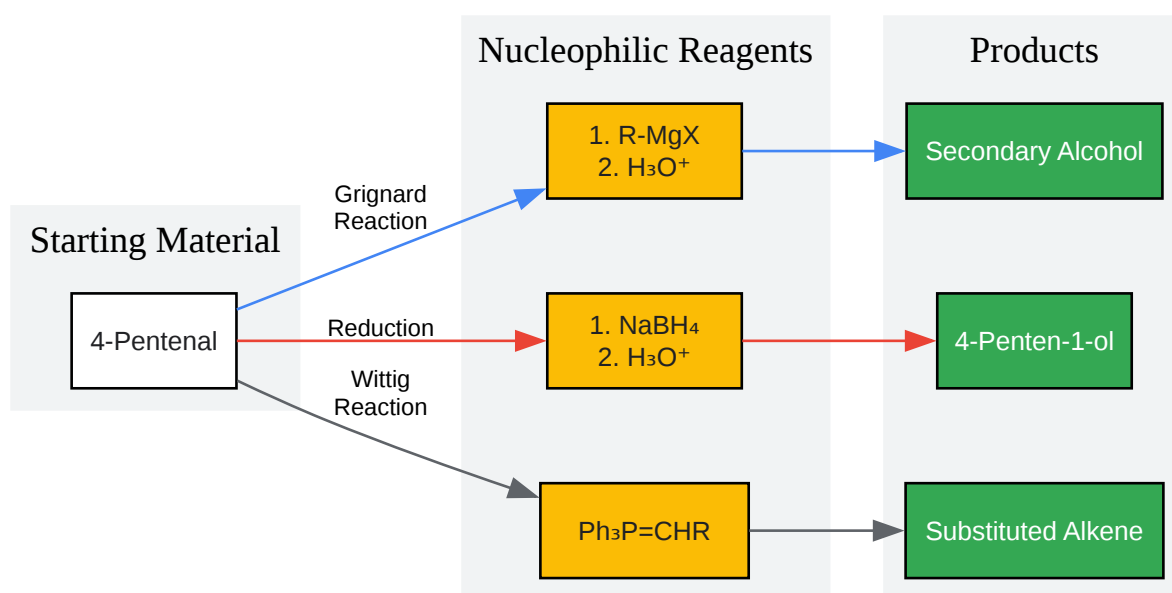 Nucleophilic Reagents
Products
1. R-MgX
2. H₃O⁺
Secondary Alcohol
Grignard
Reaction
Starting Material
4-Pentenal
Reduction
1. NaBH₄
2. H₃O⁺
4-Penten-1-ol
Wittig
Reaction
Ph₃P=CHR
Substituted Alkene